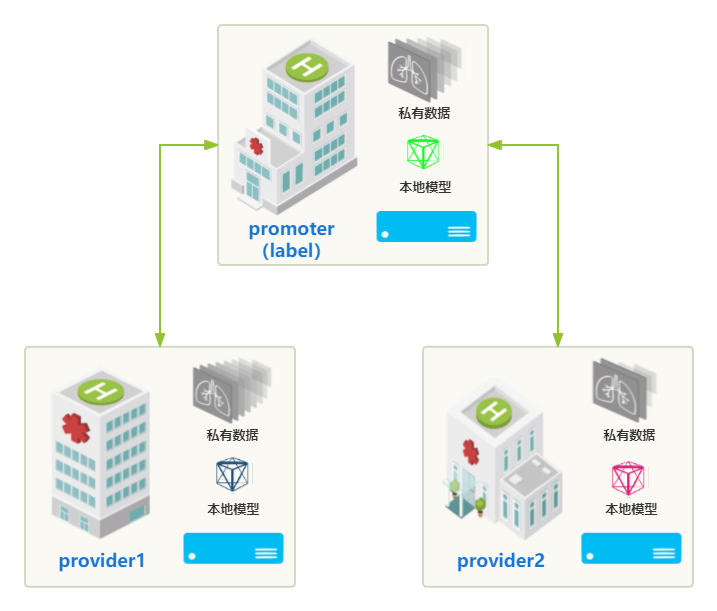 私有数据
本地模型
promoter
（label）
私有数据
本地模型
provider1
私有数据
本地模型
provider2